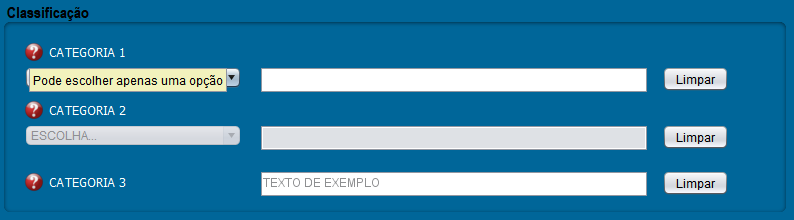 Classificação
? CATEGORIA 1
Pode escolher apenas uma opção
Limpar
? CATEGORIA 2
ESCOLHA...
Limpar
? CATEGORIA 3
TEXTO DE EXEMPLO
Limpar